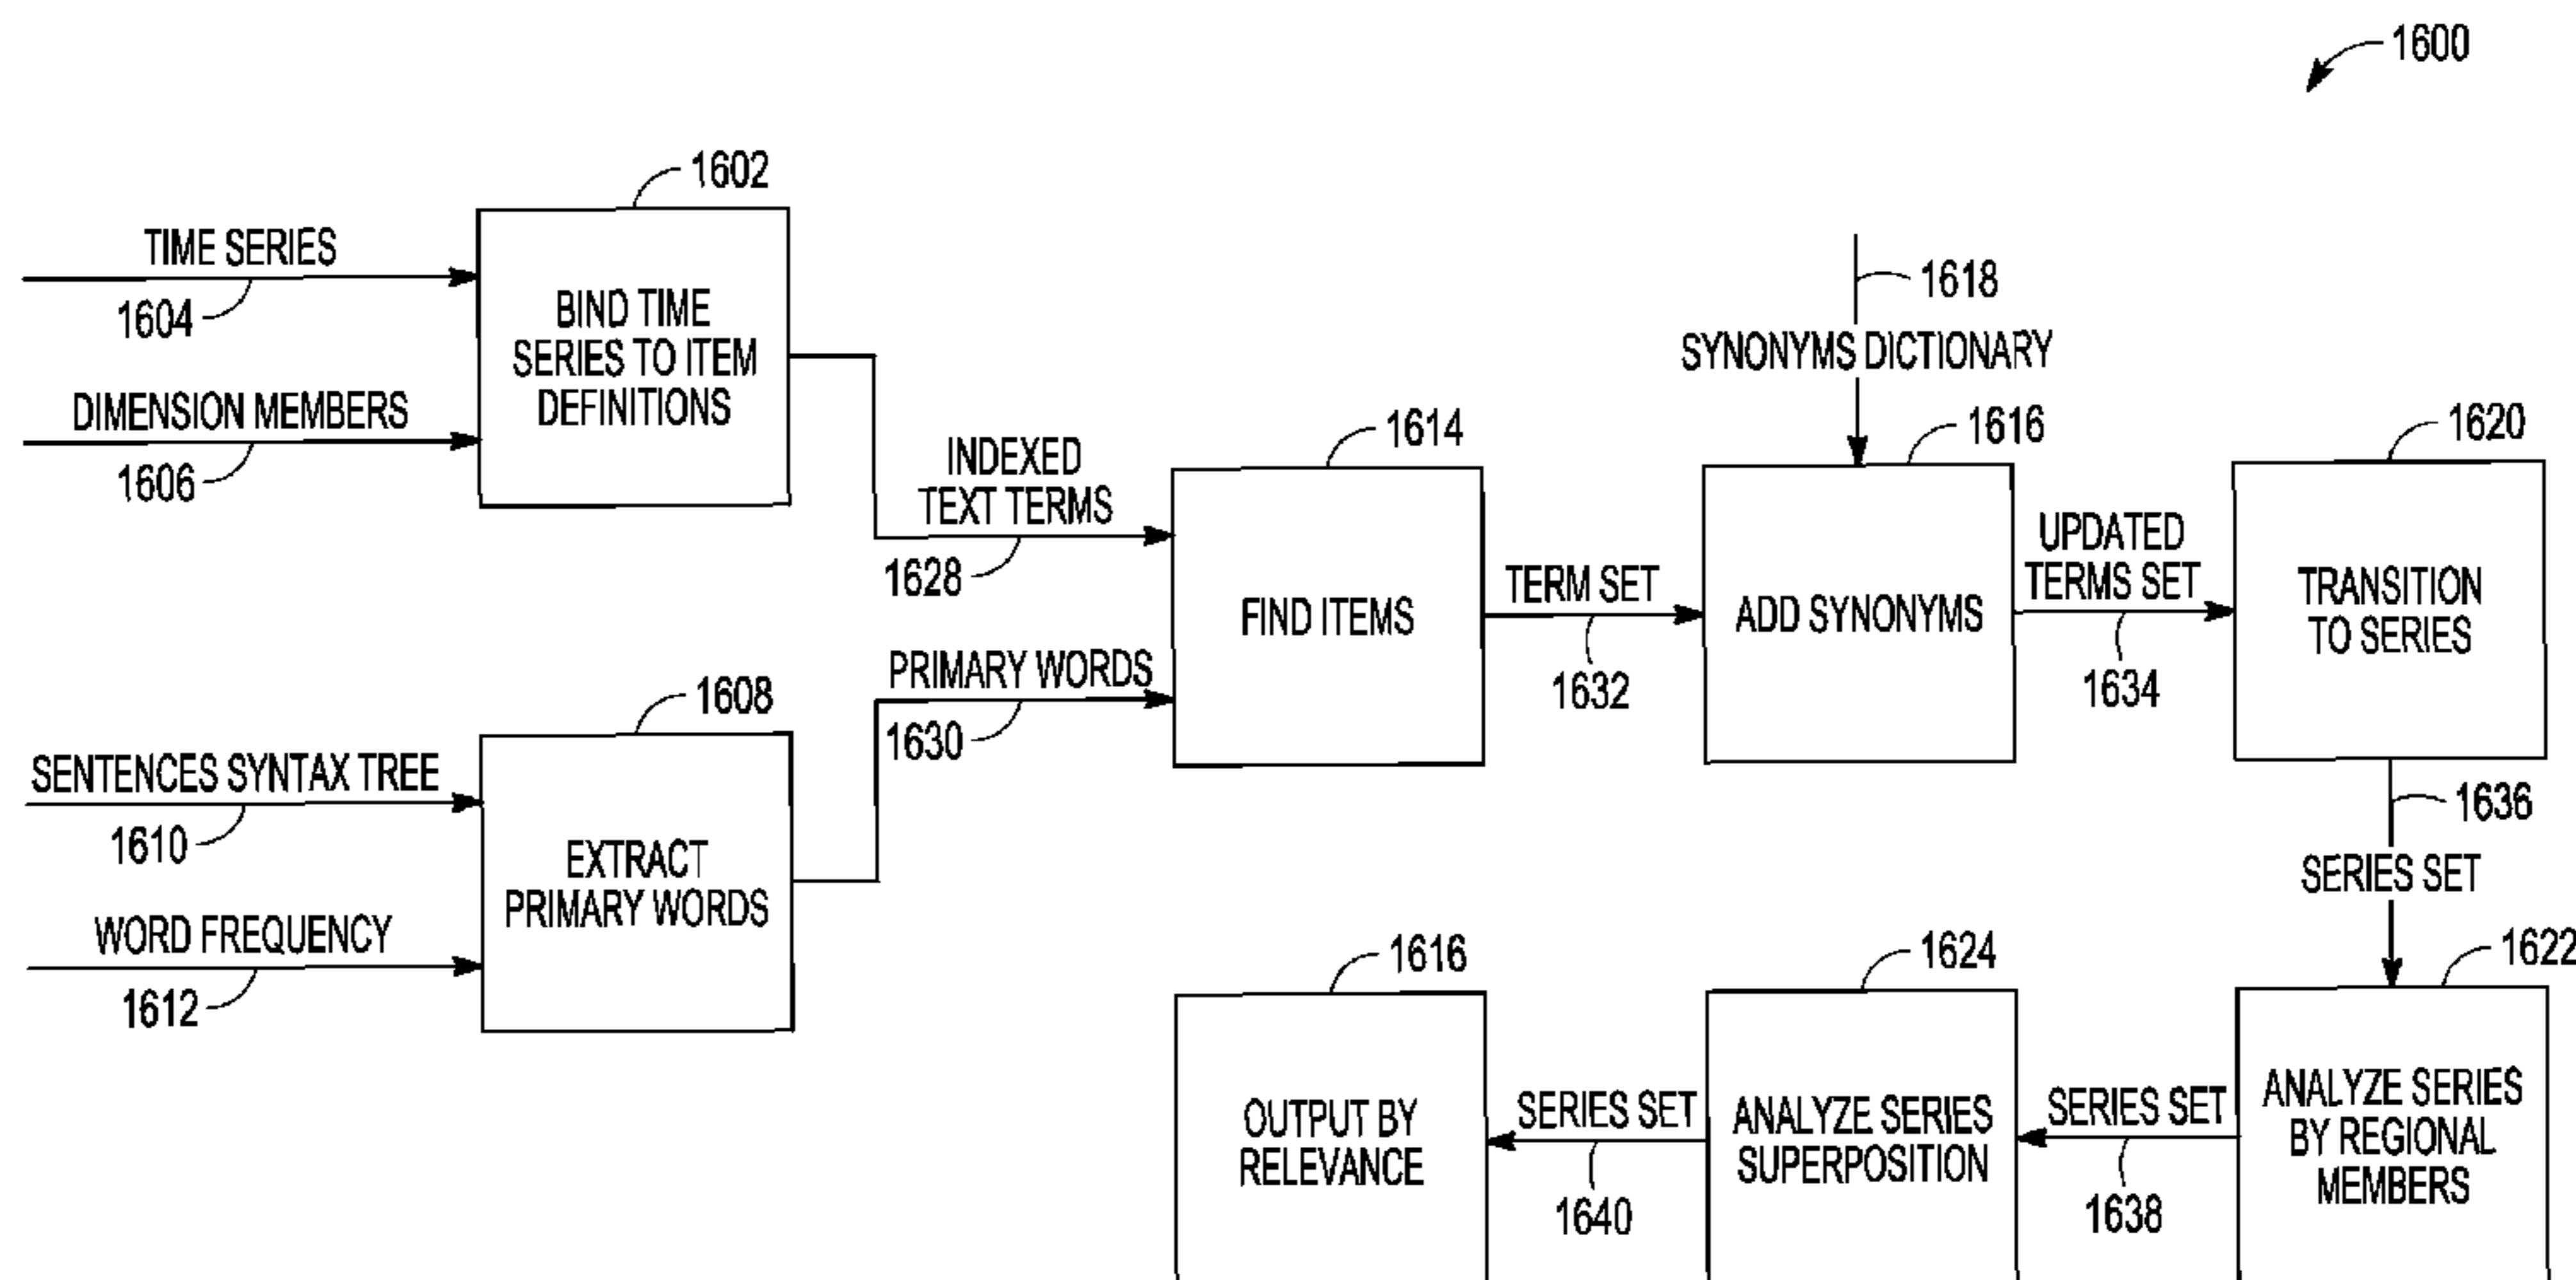 1600
1602
TIME SERIES
1604
DIMENSION MEMBERS
1606
BIND TIME
SERIES TO ITEM
DEFINITIONS
1608
SENTENCES SYNTAX TREE
1610
WORD FREQUENCY
1612
EXTRACT
PRIMARY WORDS
INDEXED
TEXT TERMS
1628
PRIMARY WORDS
1630
1614
FIND ITEMS
TERM SET
1632
1618
SYNONYMS DICTIONARY
1616
ADD SYNONYMS
UPDATED
TERMS SET
1634
1620
TRANSITION
TO SERIES
1636
SERIES SET
1622
ANALYZE SERIES
BY REGIONAL
MEMBERS
SERIES SET
1638
1624
ANALYZE SERIES
SUPERPOSITION
SERIES SET
1640
1616
OUTPUT BY
RELEVANCE